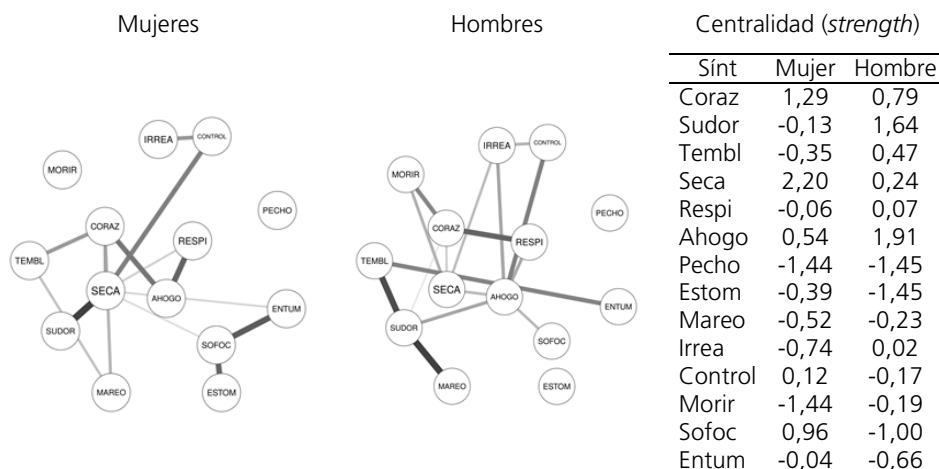 Mujeres
Hombres
Centralidad (strength)
IRREA
CONTROL
MORIR
PECHO
CORAZ
RESPI
TEMBL
SECA
AHOGO
ENTUM
SUDOR
SOFOC
MAREO
ESTOM
IRREA
CONTROL
MORIR
PECHO
CORAZ
RESPI
TEMBL
SECA
AHOGO
ENTUM
SUDOR
SOFOC
MAREO
ESTOM
Sínt Mujer Hombre
Coraz 1,29 0,79
Sudor -0,13 1,64
Tembl -0,35 0,47
Seca 2,20 0,24
Respi -0,06 0,07
Ahogo 0,54 1,91
Pecho -1,44 -1,45
Estom -0,39 -1,45
Mareo -0,52 -0,23
Irrea -0,74 0,02
Control 0,12 -0,17
Morir -1,44 -0,19
Sofoc 0,96 -1,00
Entum -0,04 -0,66